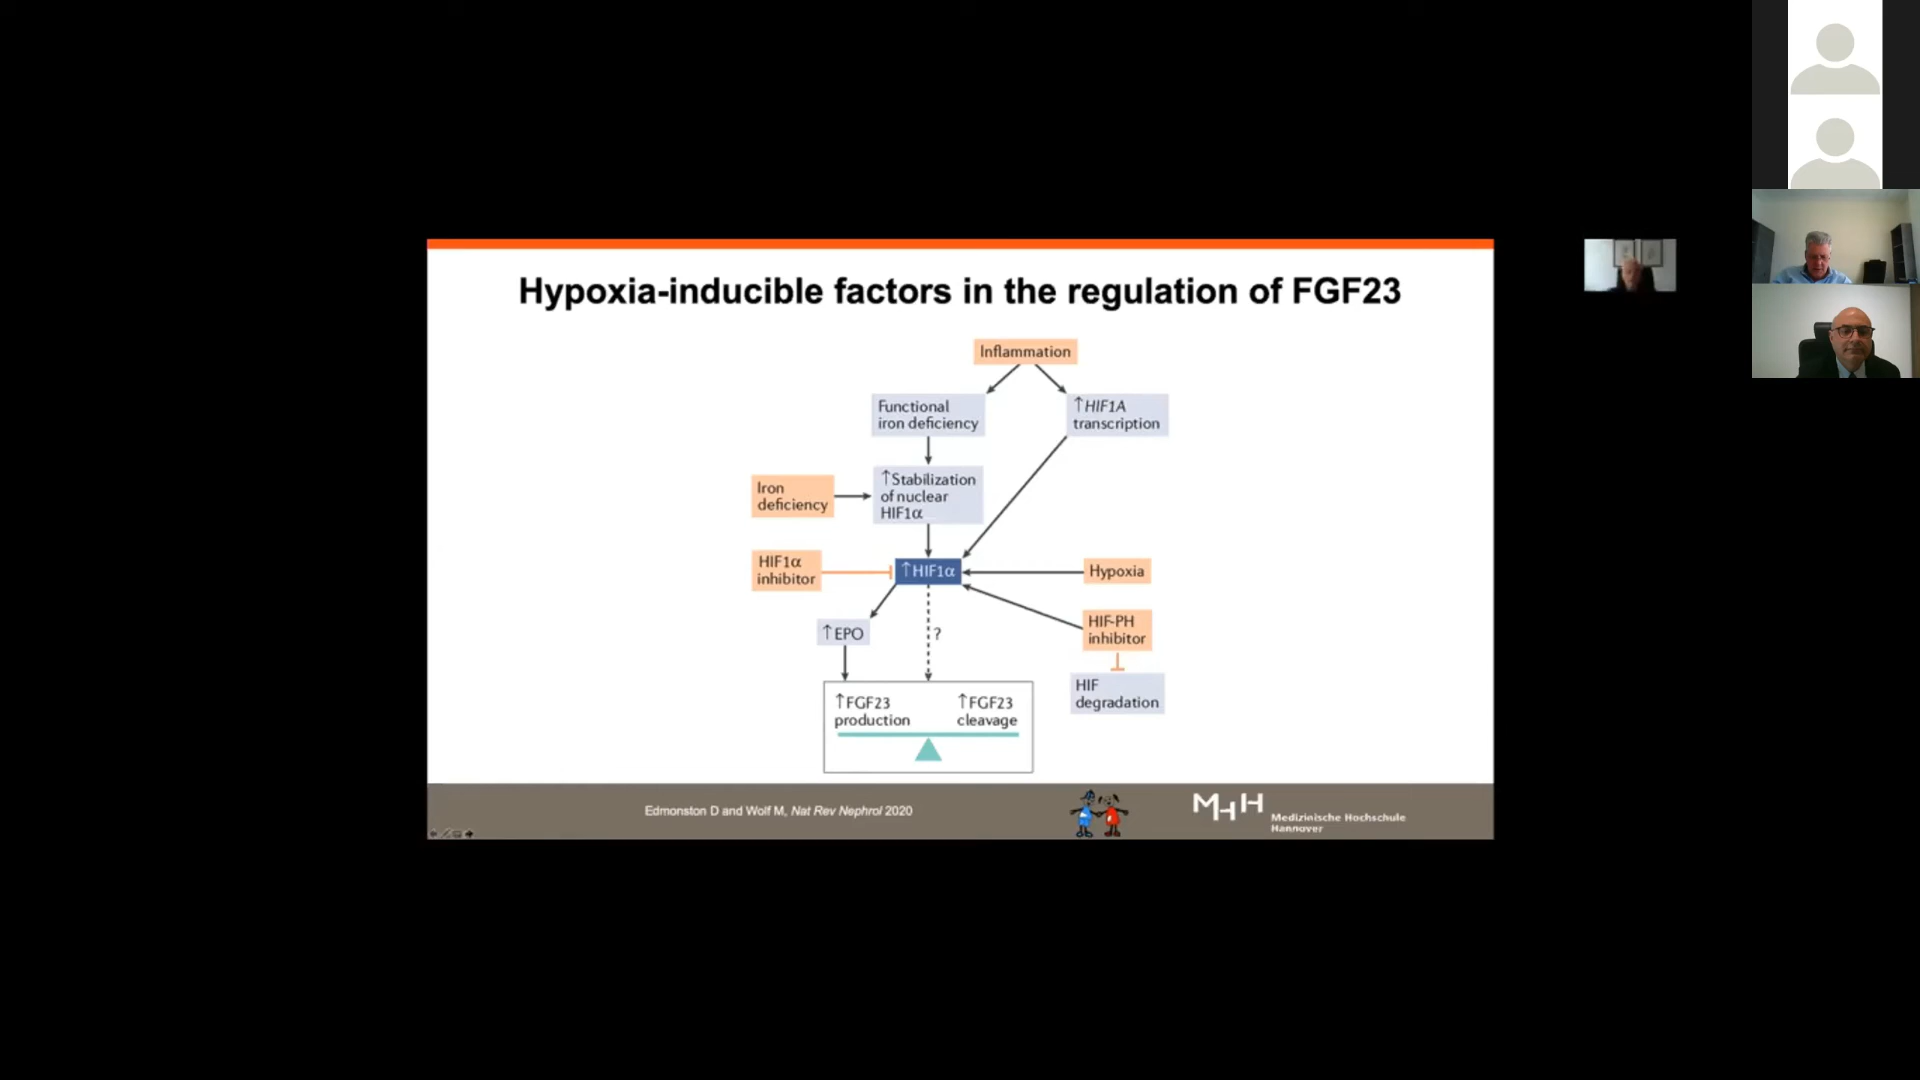 Hypoxia-inducible factors in the regulation of FGF23
Inflammation
Functional
iron deficiency
↑HIF1A
transcription
Iron
deficiency
↑Stabilization
of nuclear
HIF1α
HIF1α
inhibitor
↑HIF1α
Hypoxia
↑EPO
?
HIF-PH
inhibitor
HIF
degradation
↑FGF23
production
↑FGF23
cleavage
Edmonston D and Wolf M, Nat Rev Nephrol 2020
MHH
Medizinische Hochschule
Hannover